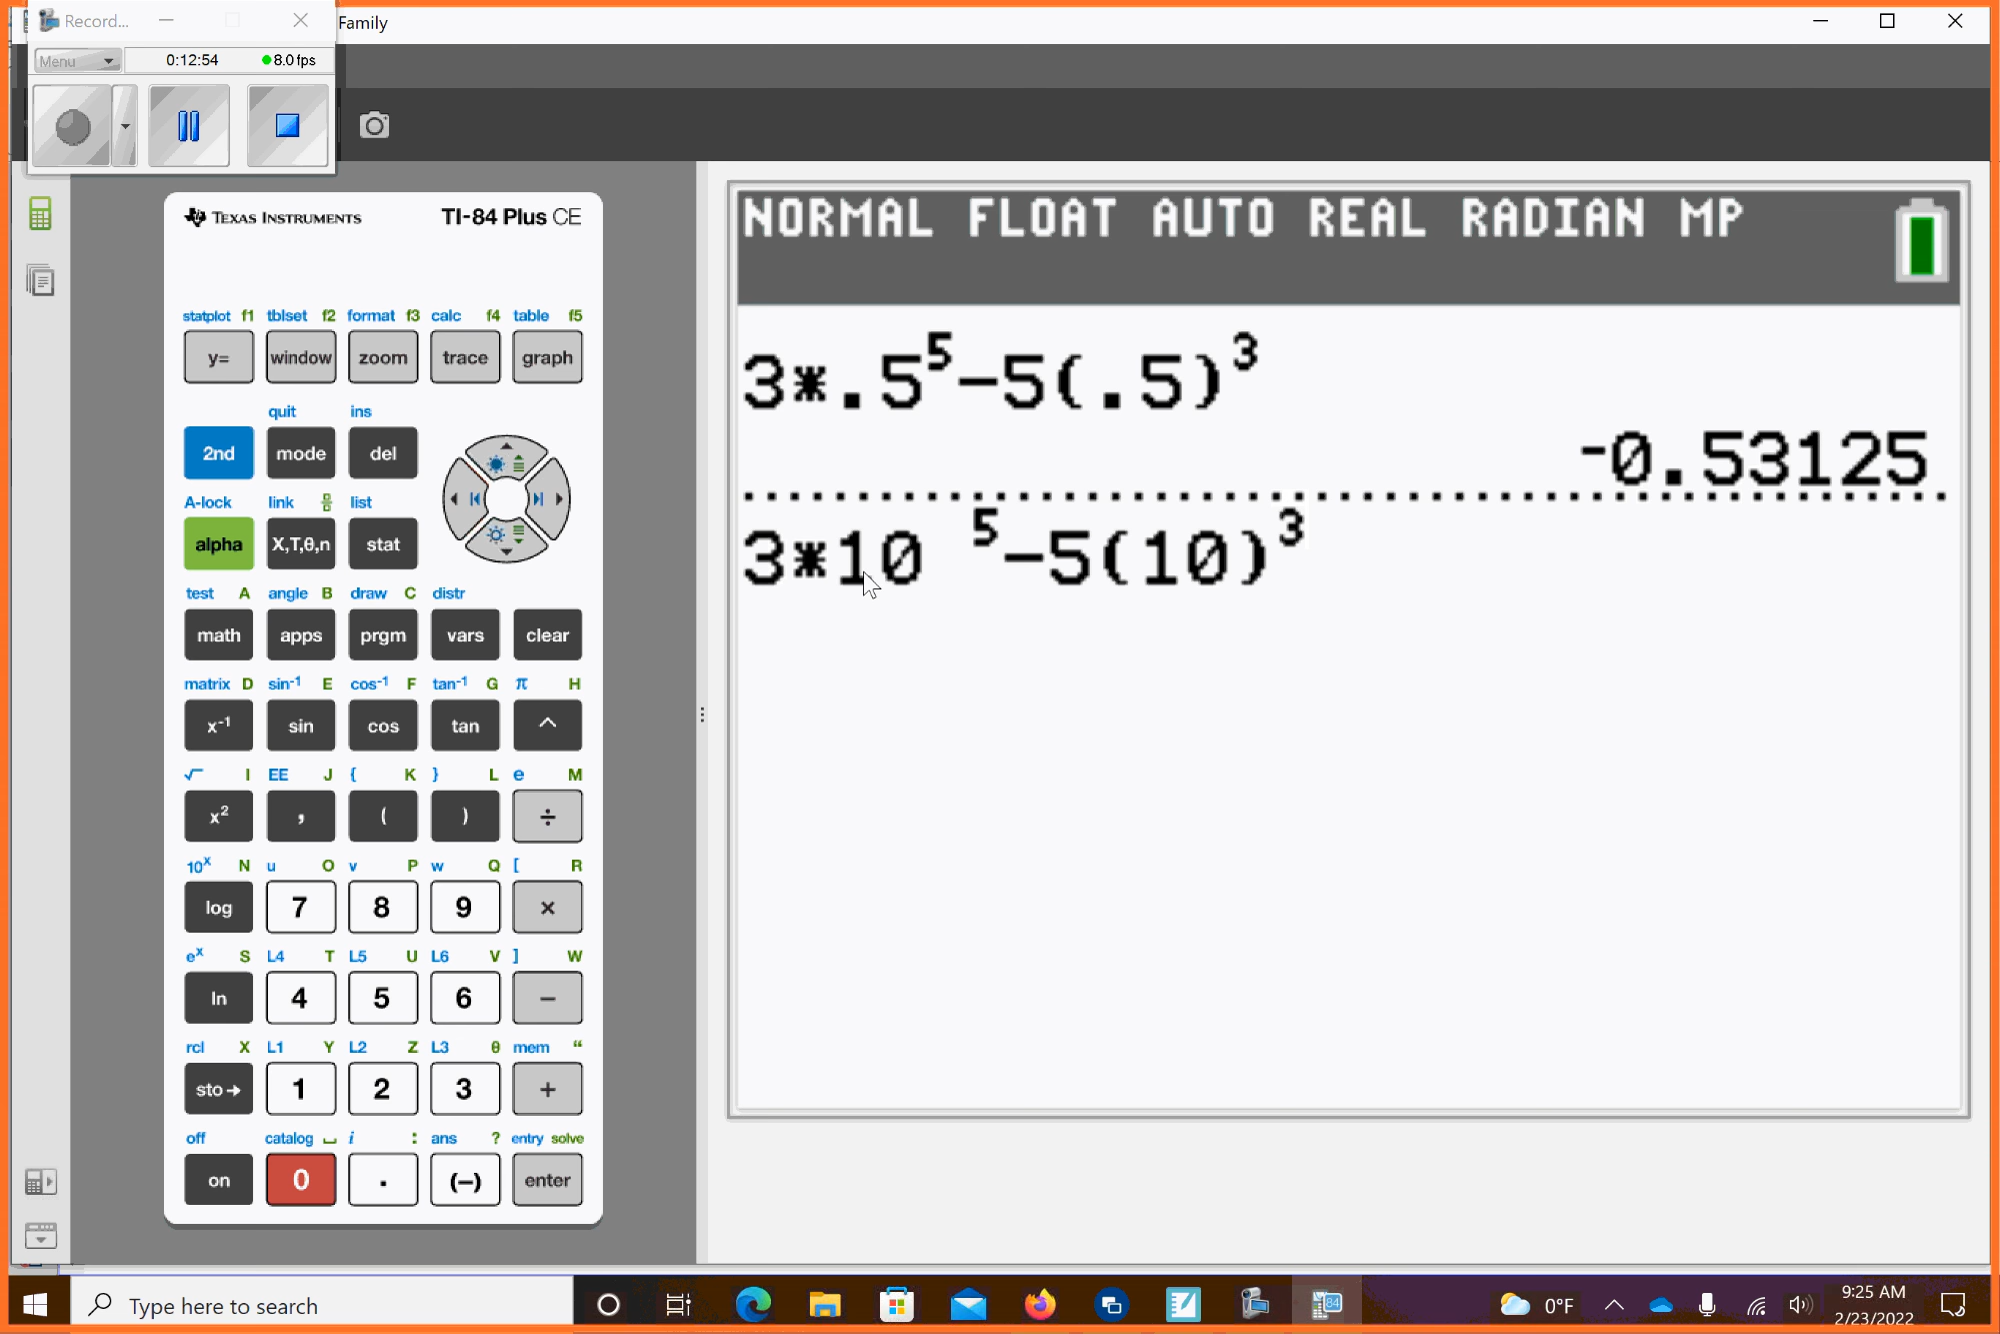 Record...
Family
Menu
0:12:54
8.0 fps
TEXAS INSTRUMENTS
TI-84 Plus CE
statplot f1 tblset f2 format f3 calc f4 table f5
y= window zoom trace graph
quit ins
2nd mode del
A-lock link list
alpha X,T,θ,n stat
test A angle B draw C distr
math apps prgm vars clear
matrix D sin⁻¹ E cos⁻¹ F tan⁻¹ G π H
x⁻¹ sin cos tan ^
√ I EE J { K } L e M
x² , ( ) ÷
10ˣ N u O v P w Q [ R
log 7 8 9 ×
eˣ S L4 T L5 U L6 V ] W
ln 4 5 6 −
rcl X L1 Y L2 Z L3 θ mem “
sto→ 1 2 3 +
off catalog ⎵ i : ans ? entry solve
on 0 . (−) enter
NORMAL FLOAT AUTO REAL RADIAN MP
3*.5⁵−5(.5)³
-0.53125
3*10 ⁵−5(10)³
Type here to search
84
0°F
9:25 AM
2/23/2022